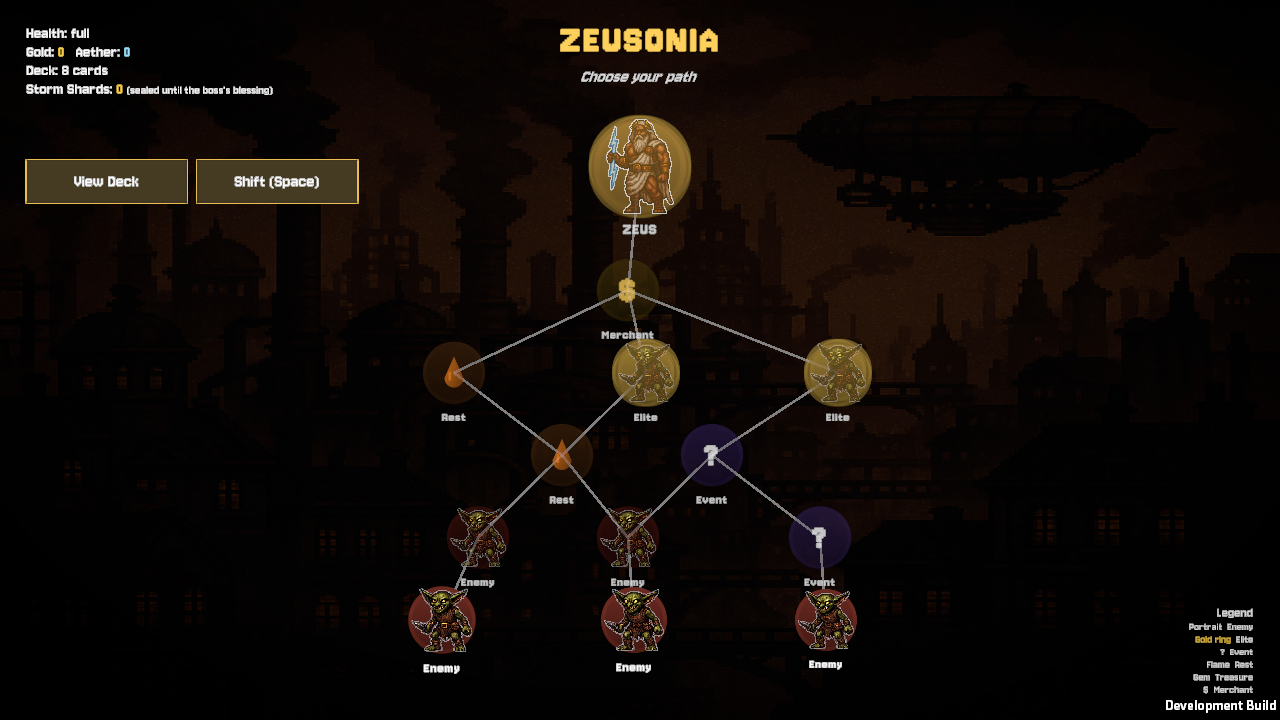 Health: full
Gold: 0 Aether: 0
Deck: 8 cards
Storm Shards: 0 (sealed until the boss's blessing)
View Deck
Shift (Space)
ZEUSONIA
Choose your path
ZEUS
$
Merchant
Rest
Elite
Elite
?
Rest
Event
?
Enemy
Enemy
Event
Enemy
Enemy
Enemy
Legend
Portrait Enemy
Gold ring Elite
? Event
Flame Rest
Gem Treasure
$ Merchant
Development Build